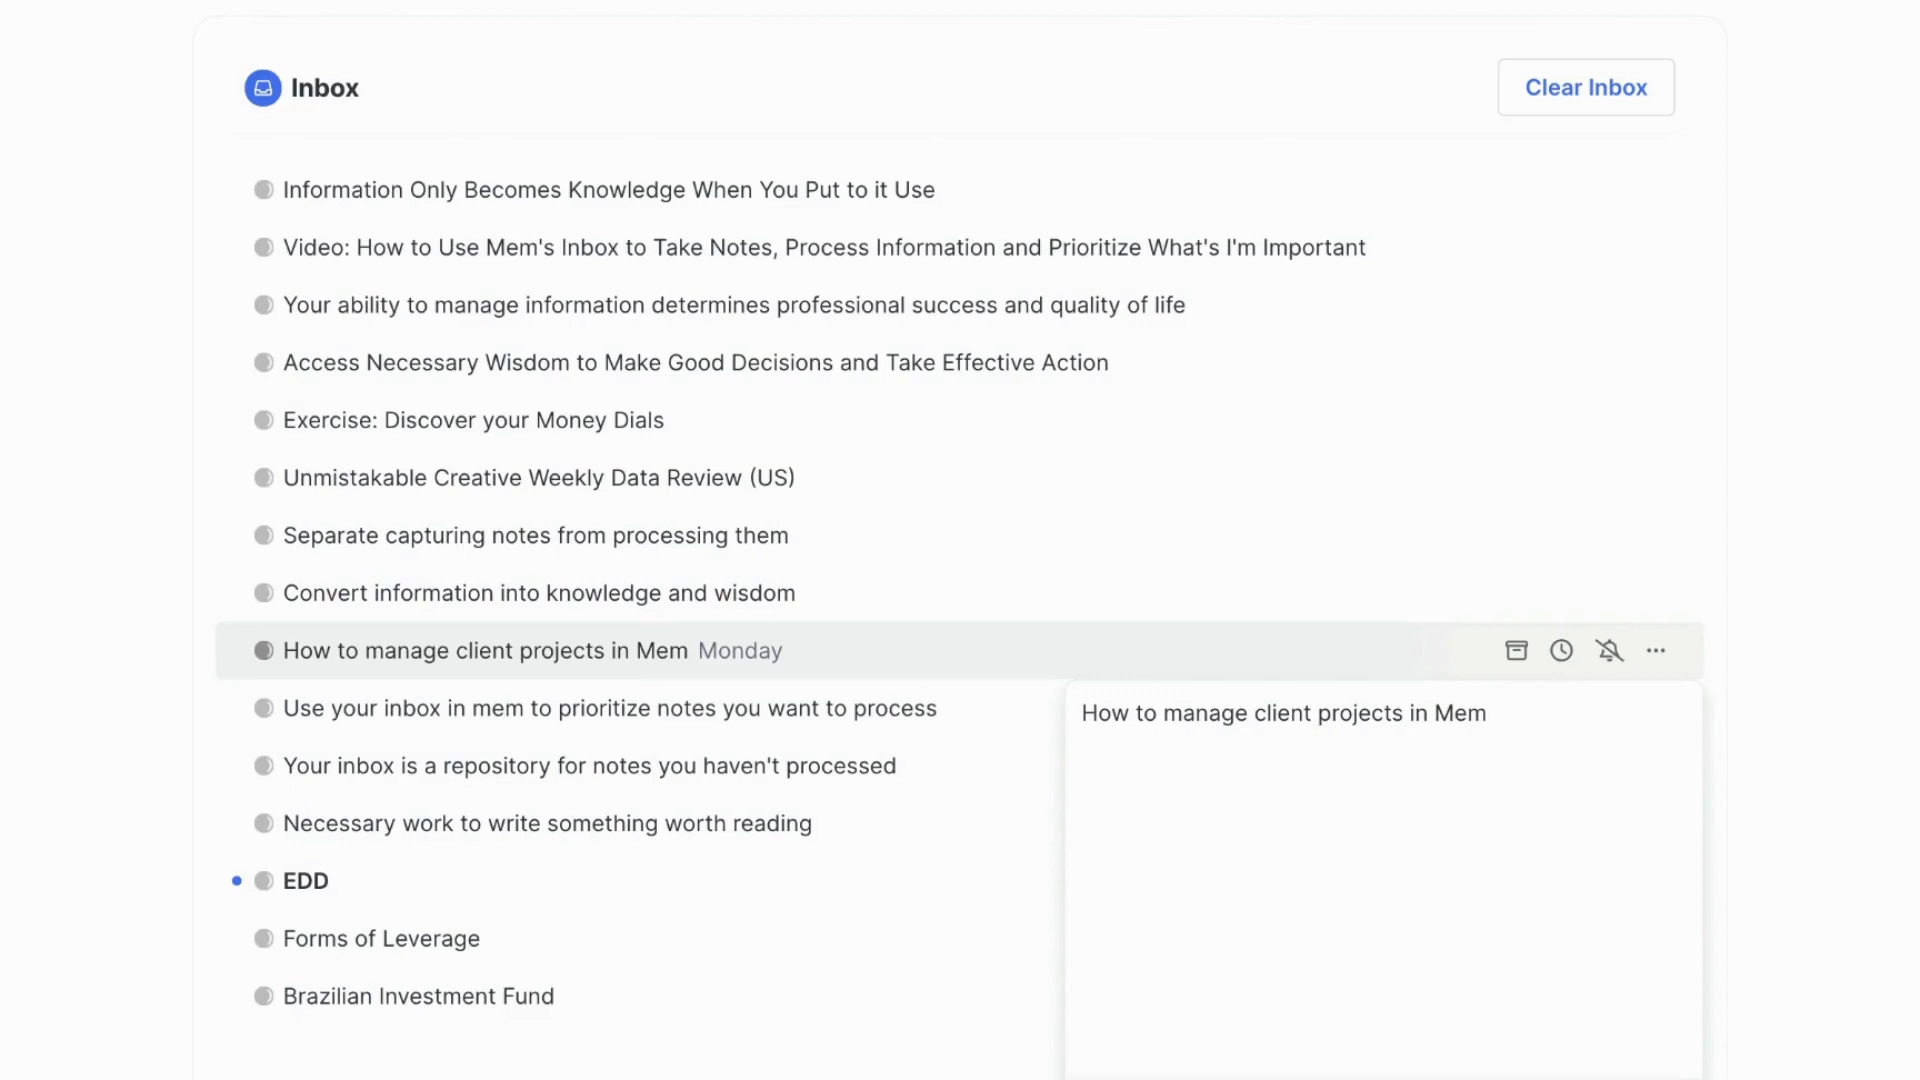 Inbox
Clear Inbox
Information Only Becomes Knowledge When You Put to it Use
Video: How to Use Mem's Inbox to Take Notes, Process Information and Prioritize What's I'm Important
Your ability to manage information determines professional success and quality of life
Access Necessary Wisdom to Make Good Decisions and Take Effective Action
Exercise: Discover your Money Dials
Unmistakable Creative Weekly Data Review (US)
Separate capturing notes from processing them
Convert information into knowledge and wisdom
How to manage client projects in Mem Monday
Use your inbox in mem to prioritize notes you want to process
How to manage client projects in Mem
Your inbox is a repository for notes you haven't processed
Necessary work to write something worth reading
EDD
Forms of Leverage
Brazilian Investment Fund